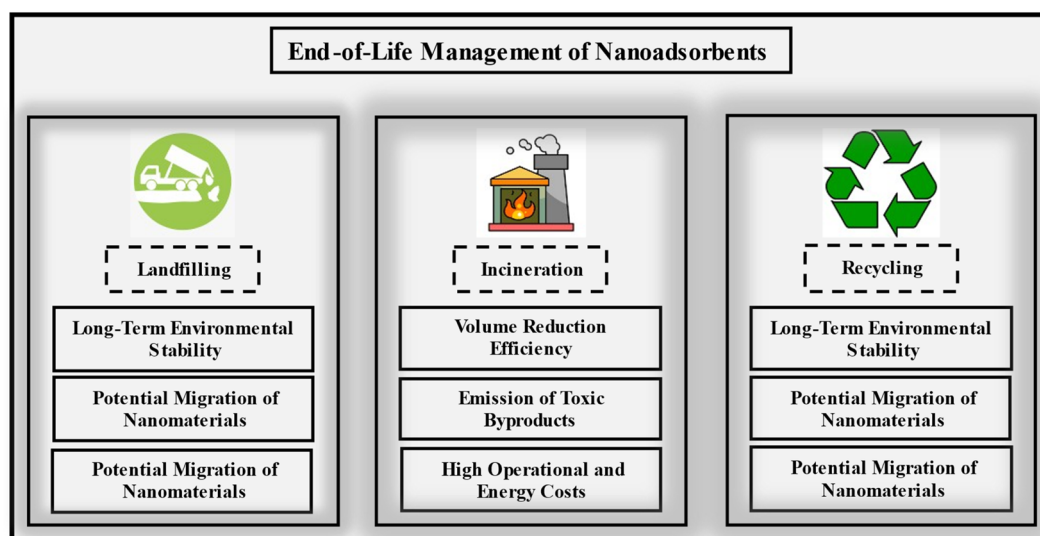 End-of-Life Management of Nanoadsorbents
Landfilling
Long-Term Environmental
Stability
Potential Migration of
Nanomaterials
Potential Migration of
Nanomaterials
Incineration
Volume Reduction
Efficiency
Emission of Toxic
Byproducts
High Operational and
Energy Costs
Recycling
Long-Term Environmental
Stability
Potential Migration of
Nanomaterials
Potential Migration of
Nanomaterials